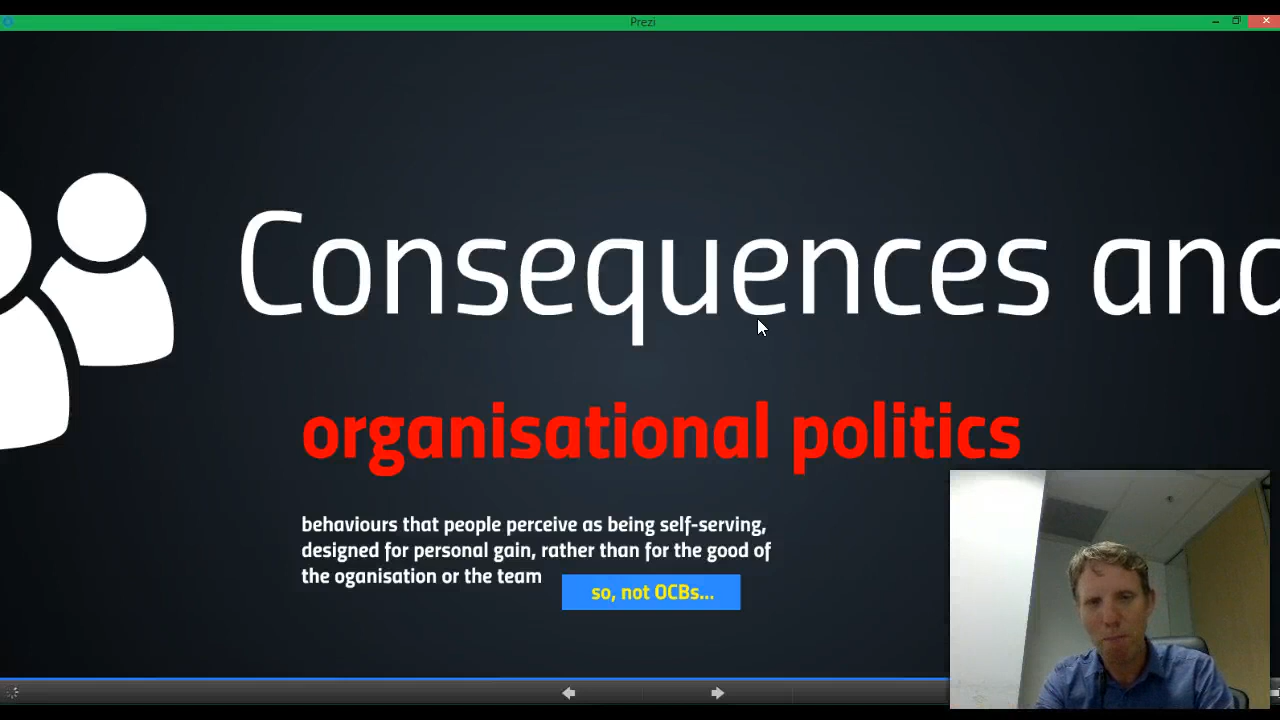 Prezi
Consequences and
organisational politics
behaviours that people perceive as being self-serving,
designed for personal gain, rather than for the good of
the oganisation or the team
so, not OCBs...